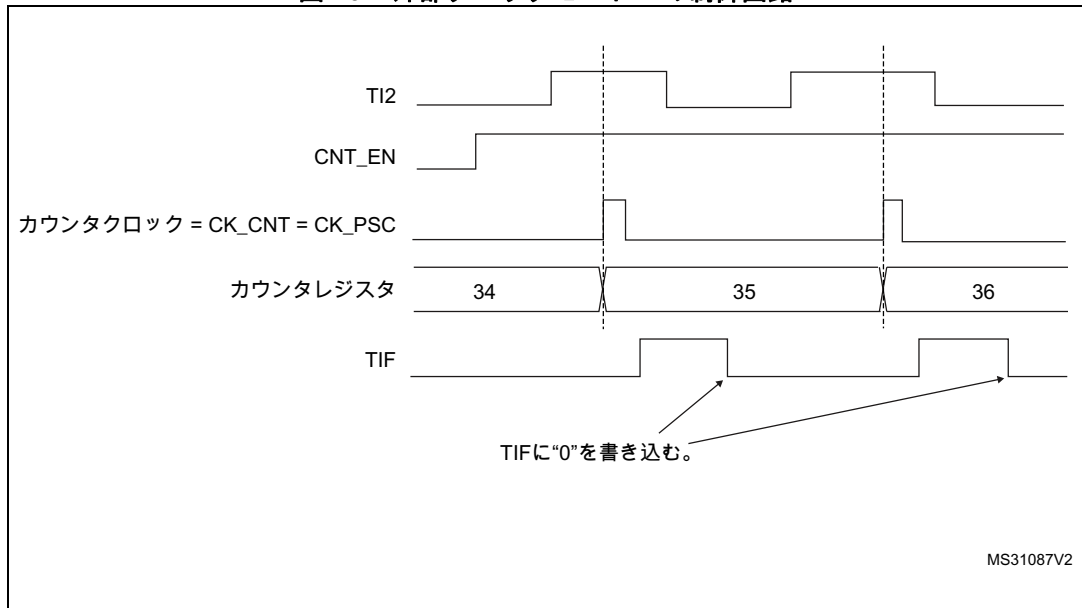 TI2
CNT_EN
カウンタクロック = CK_CNT = CK_PSC
カウンタレジスタ 34 35 36
TIF
TIFに“0”を書き込む。
MS31087V2